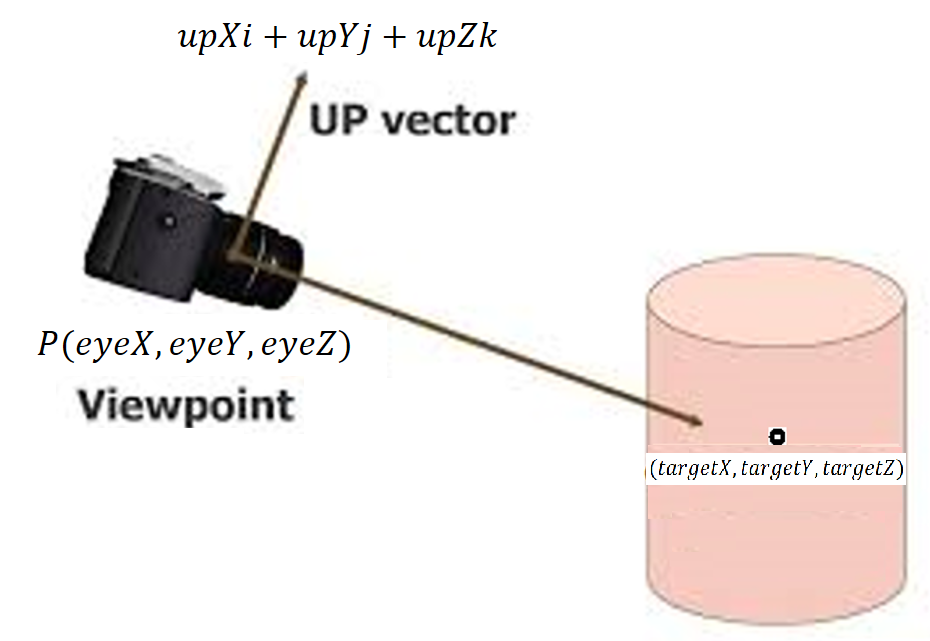 upXi + upYj + upZk
UP vector
P(eyeX, eyeY, eyeZ)
Viewpoint
(targetX, targetY, targetZ)